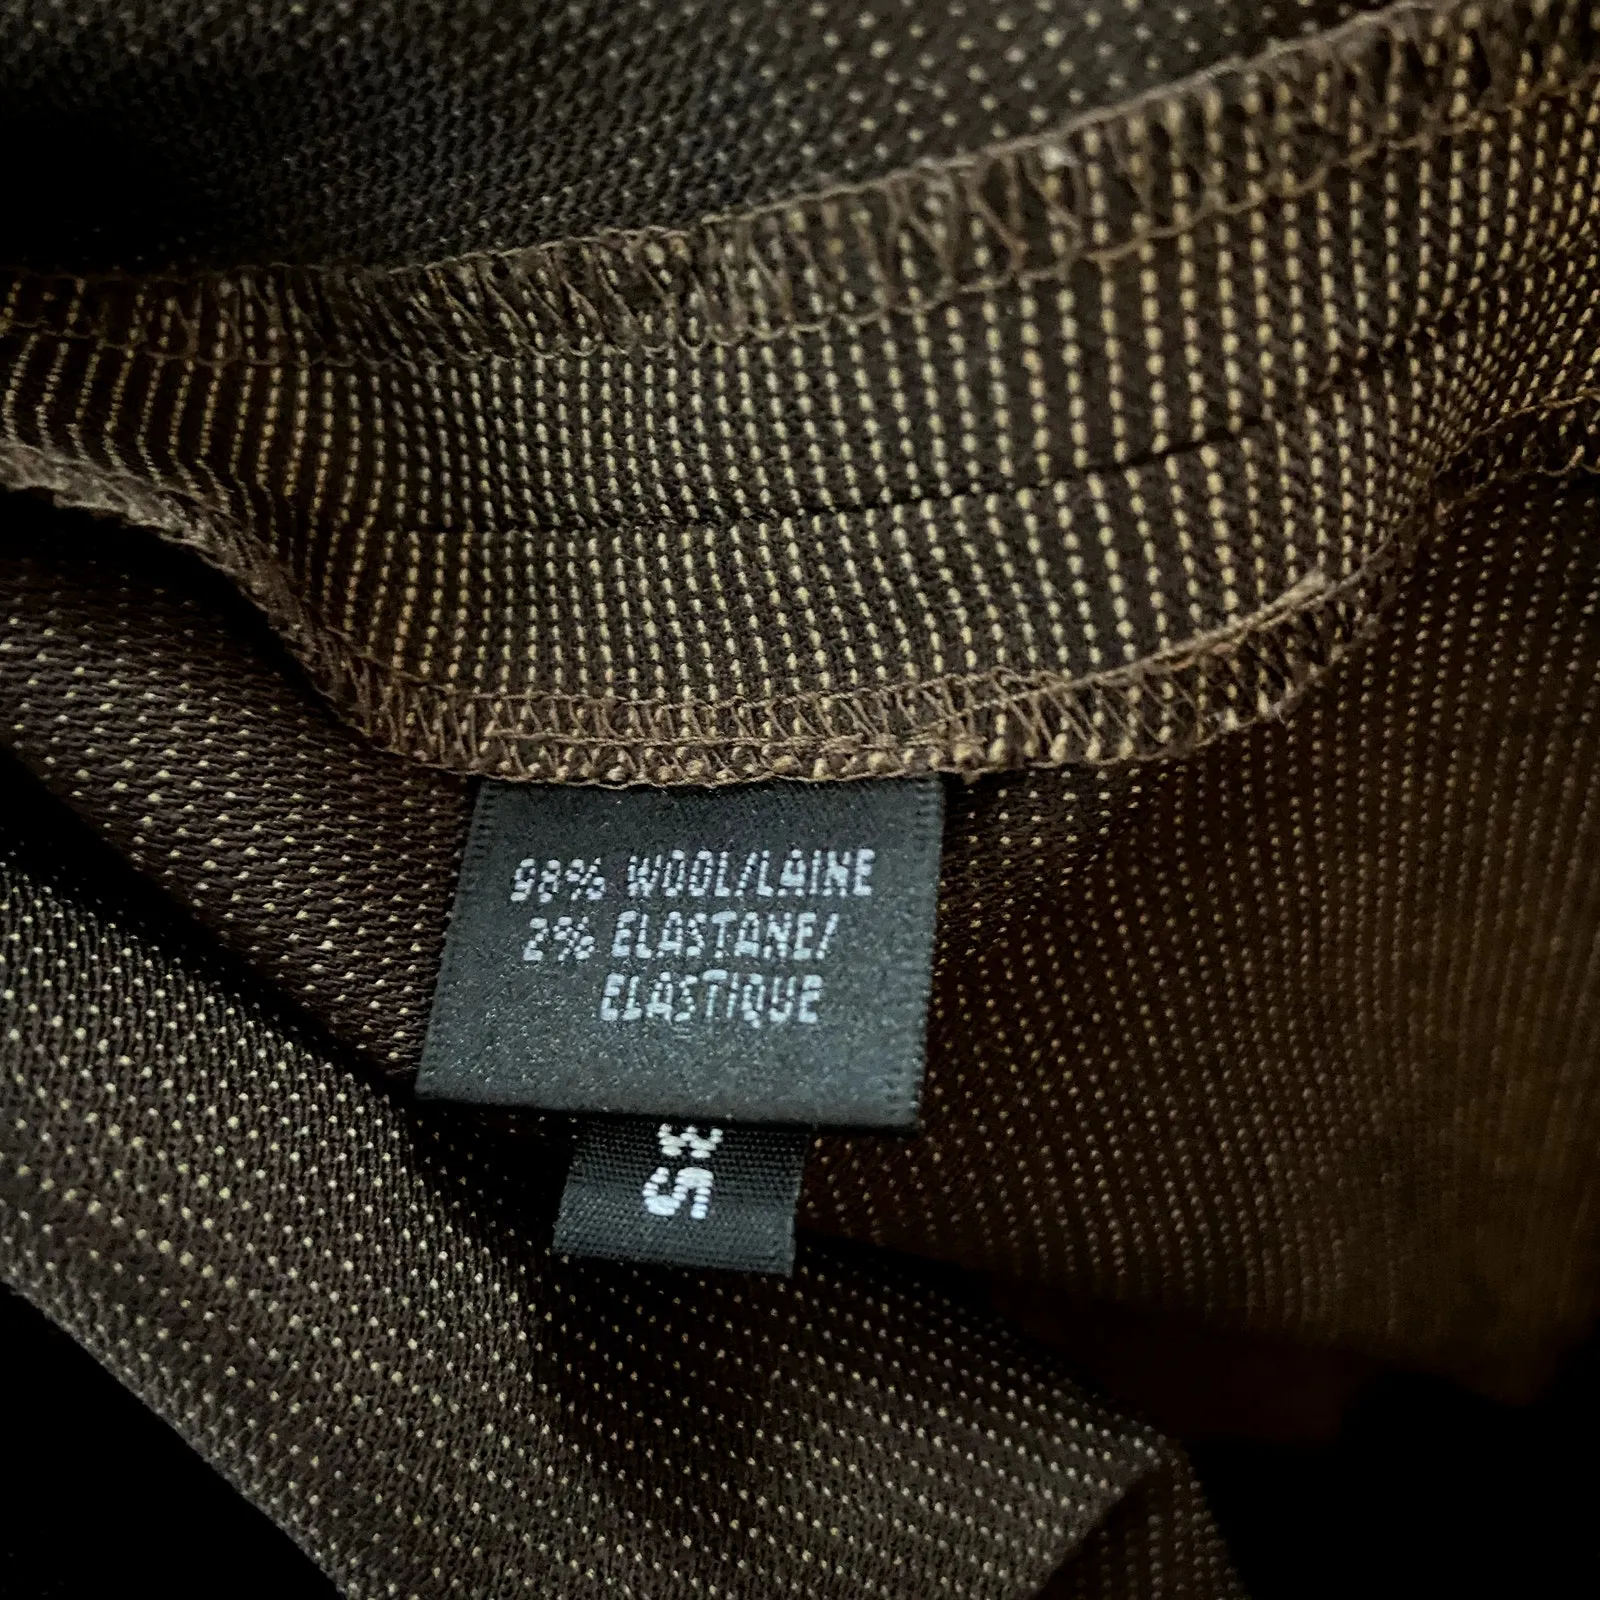 98% WOOL/LAINE
2% ELASTANE/
ELASTIQUE